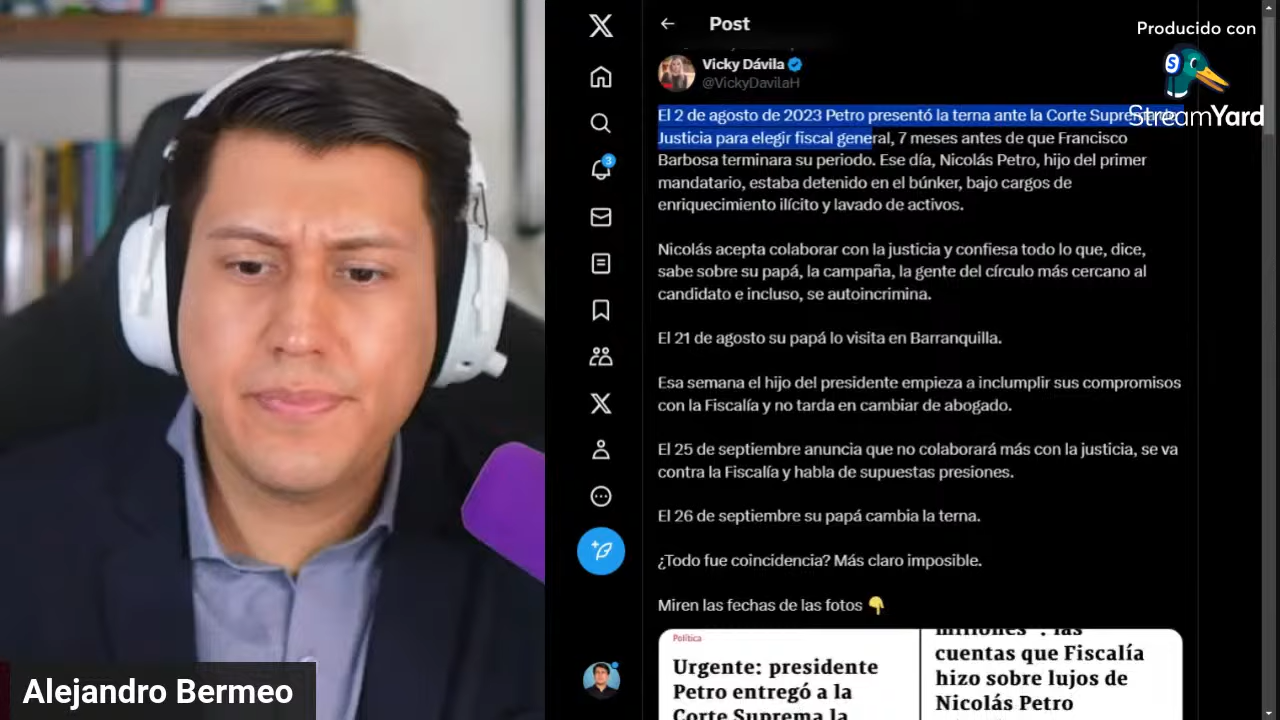 Post
Producido con
StreamYard
Vicky Dávila
@VickyDavilaH
El 2 de agosto de 2023 Petro presentó la terna ante la Corte Suprema de
Justicia para elegir fiscal general, 7 meses antes de que Francisco
Barbosa terminara su periodo. Ese día, Nicolás Petro, hijo del primer
mandatario, estaba detenido en el búnker, bajo cargos de
enriquecimiento ilícito y lavado de activos.
Nicolás acepta colaborar con la justicia y confiesa todo lo que, dice,
sabe sobre su papá, la campaña, la gente del círculo más cercano al
candidato e incluso, se autoincrimina.
El 21 de agosto su papá lo visita en Barranquilla.
Esa semana el hijo del presidente empieza a inclumplir sus compromisos
con la Fiscalía y no tarda en cambiar de abogado.
El 25 de septiembre anuncia que no colaborará más con la justicia, se va
contra la Fiscalía y habla de supuestas presiones.
El 26 de septiembre su papá cambia la terna.
¿Todo fue coincidencia? Más claro imposible.
Miren las fechas de las fotos 👇
Política
Urgente: presidente
Petro entregó a la
Corte Suprema la
millones": las
cuentas que Fiscalía
hizo sobre lujos de
Nicolás Petro
3
Alejandro Bermeo